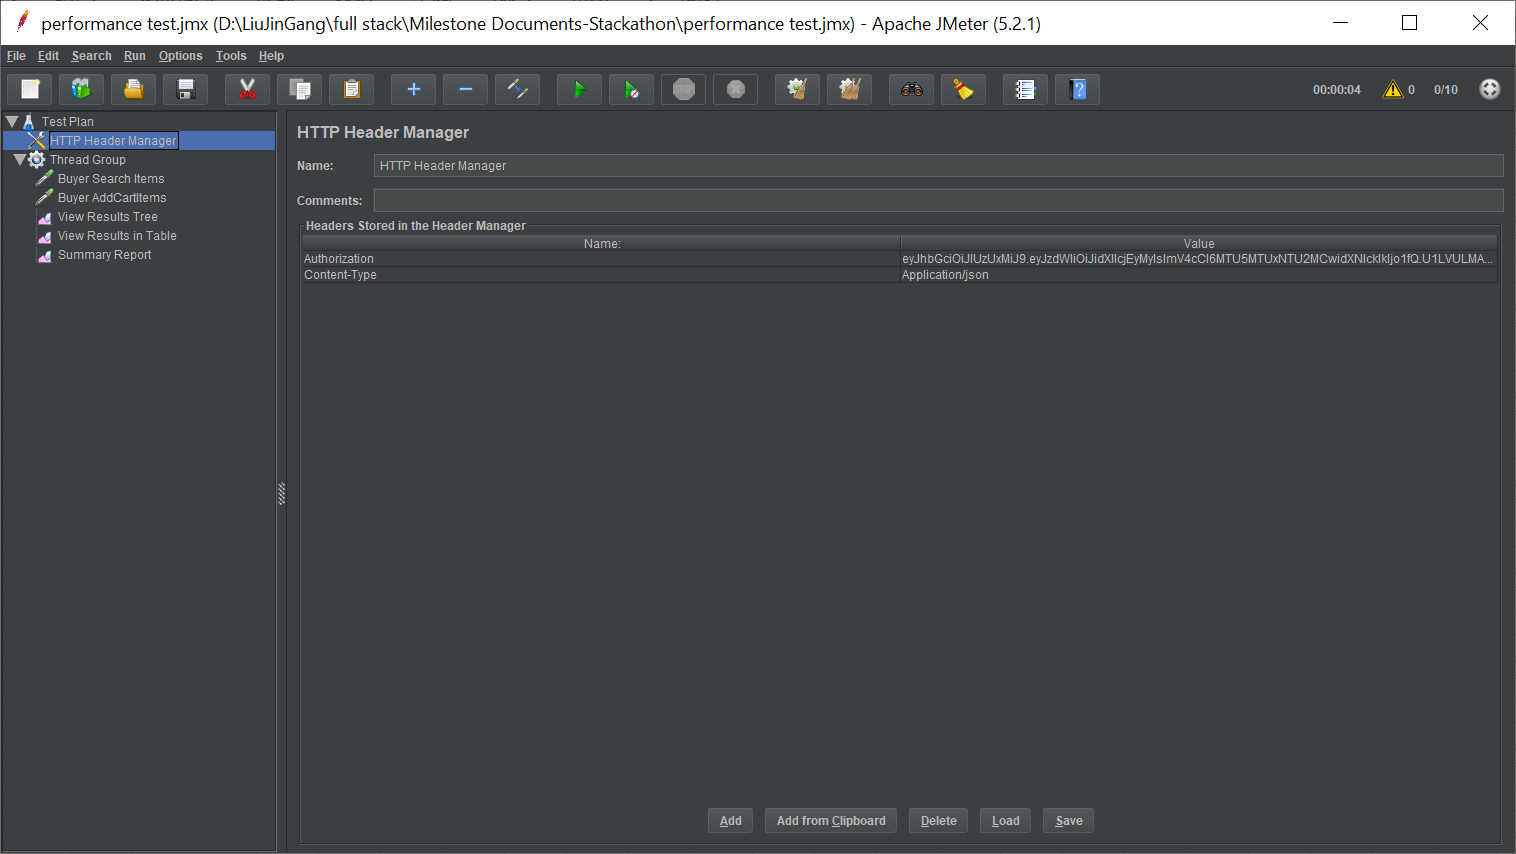 performance test.jmx (D:\LiuJinGang\full stack\Milestone Documents-Stackathon\performance test.jmx) - Apache JMeter (5.2.1)
File Edit Search Run Options Tools Help
STOP 00:00:04 0 0/10
Test Plan
HTTP Header Manager
Thread Group
Buyer Search Items
Buyer AddCartItems
View Results Tree
View Results in Table
Summary Report
HTTP Header Manager
Name: HTTP Header Manager
Comments:
Headers Stored in the Header Manager
Name: Value
Authorization
Content-Type Application/json
Add Add from Clipboard Delete Load Save